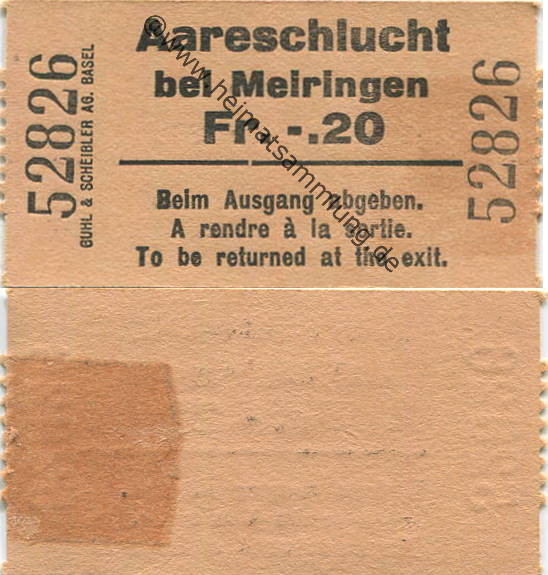 52826
GUHL & SCHEIBLER AG. BASEL
Aareschlucht
bei Meiringen
Fr. -.20
Beim Ausgang abgeben.
A rendre à la sortie.
To be returned at the exit.
52826
©www.heimatsammlung.de